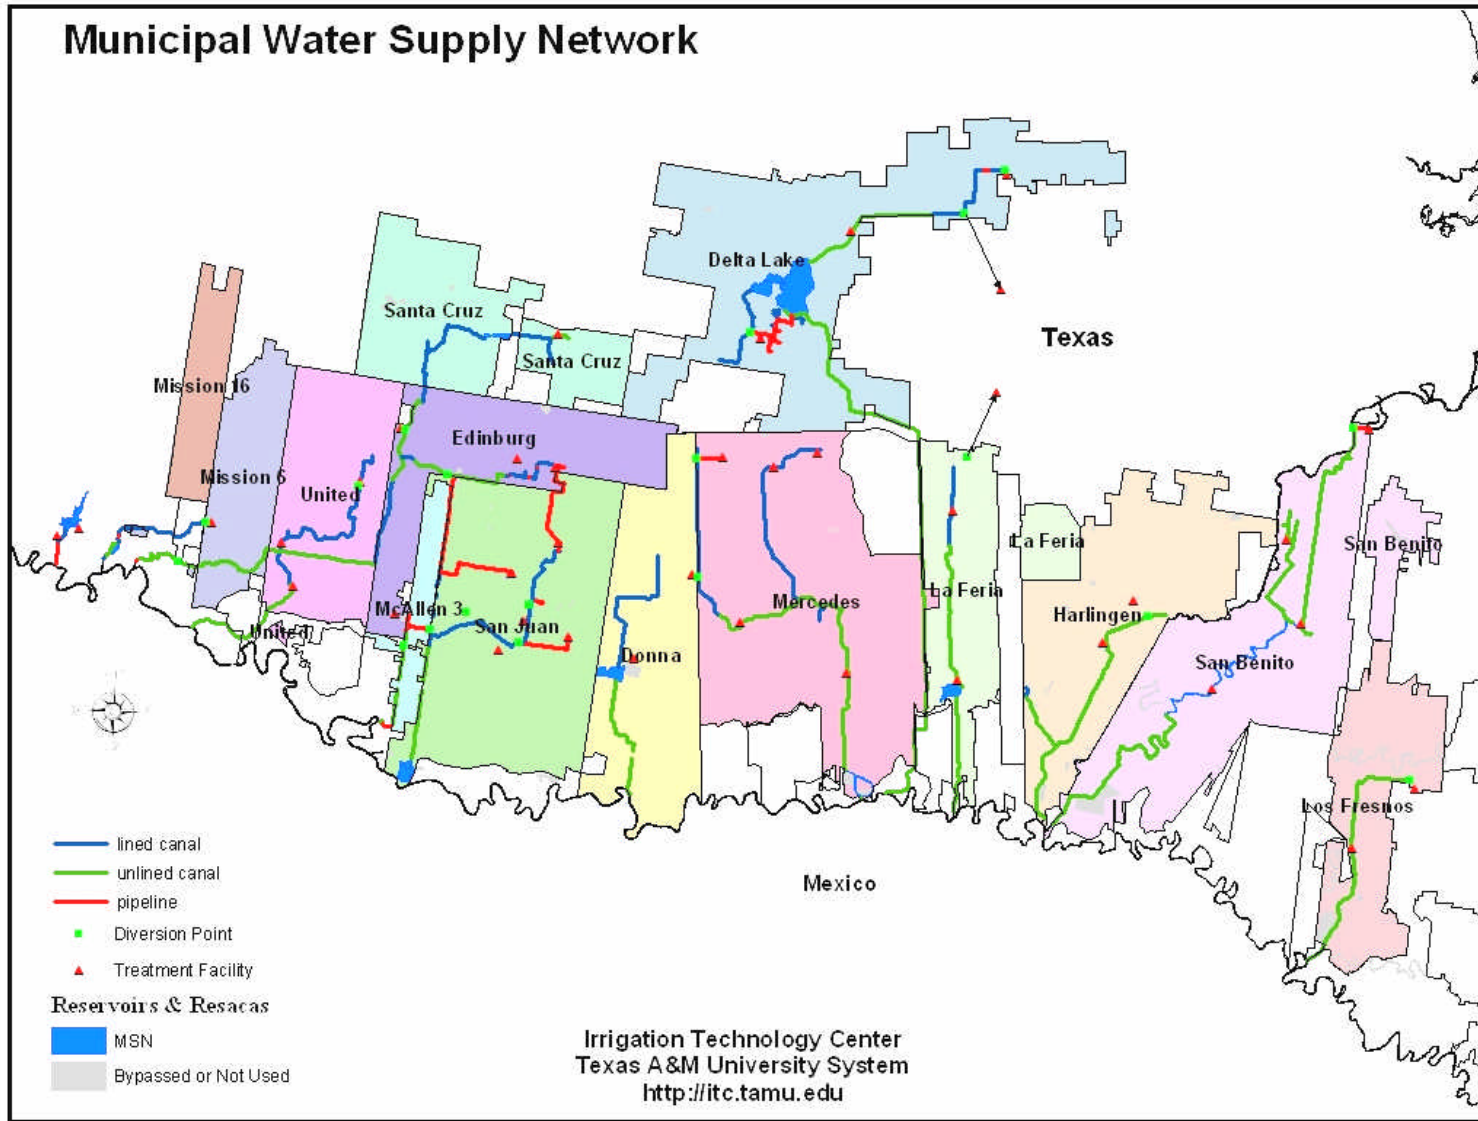 Municipal Water Supply Network
Delta Lake
Santa Cruz
Texas
Santa Cruz
Mission 16
Edinburg
Mission 6
United
La Feria
San Benito
La Feria
Mercedes
McAllen 3
Harlingen
San Juan
United
Donna
San Benito
Los Fresnos
Mexico
lined canal
unlined canal
pipeline
Diversion Point
Treatment Facility
Reservoirs & Resacas
MSN
Bypassed or Not Used
Irrigation Technology Center
Texas A&M University System
http://itc.tamu.edu